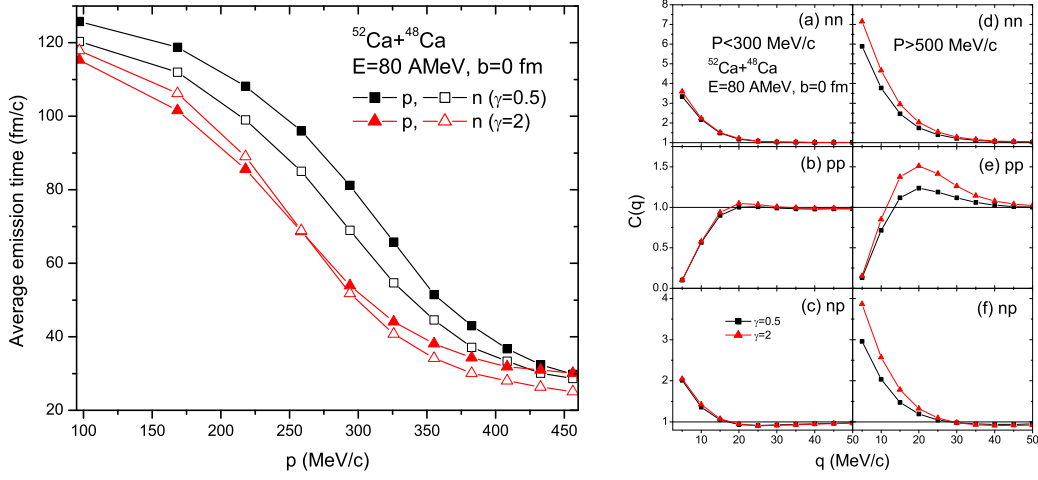 120
100
80
60
40
20
100
150
200
250
300
350
400
450
Average emission time (fm/c)
p (MeV/c)
⁵²Ca+⁴⁸Ca
E=80 AMeV, b=0 fm
p, n (γ=0.5)
p, n (γ=2)
(a) nn
P<300 MeV/c
⁵²Ca+⁴⁸Ca
E=80 AMeV, b=0 fm
8
7
6
5
4
3
2
1
(d) nn
P>500 MeV/c
(b) pp
1.5
1.0
0.5
0.0
(e) pp
C(q)
(c) np
4
3
2
1
(f) np
γ=0.5
γ=2
10
20
30
40
50
10
20
30
40
50
q (MeV/c)